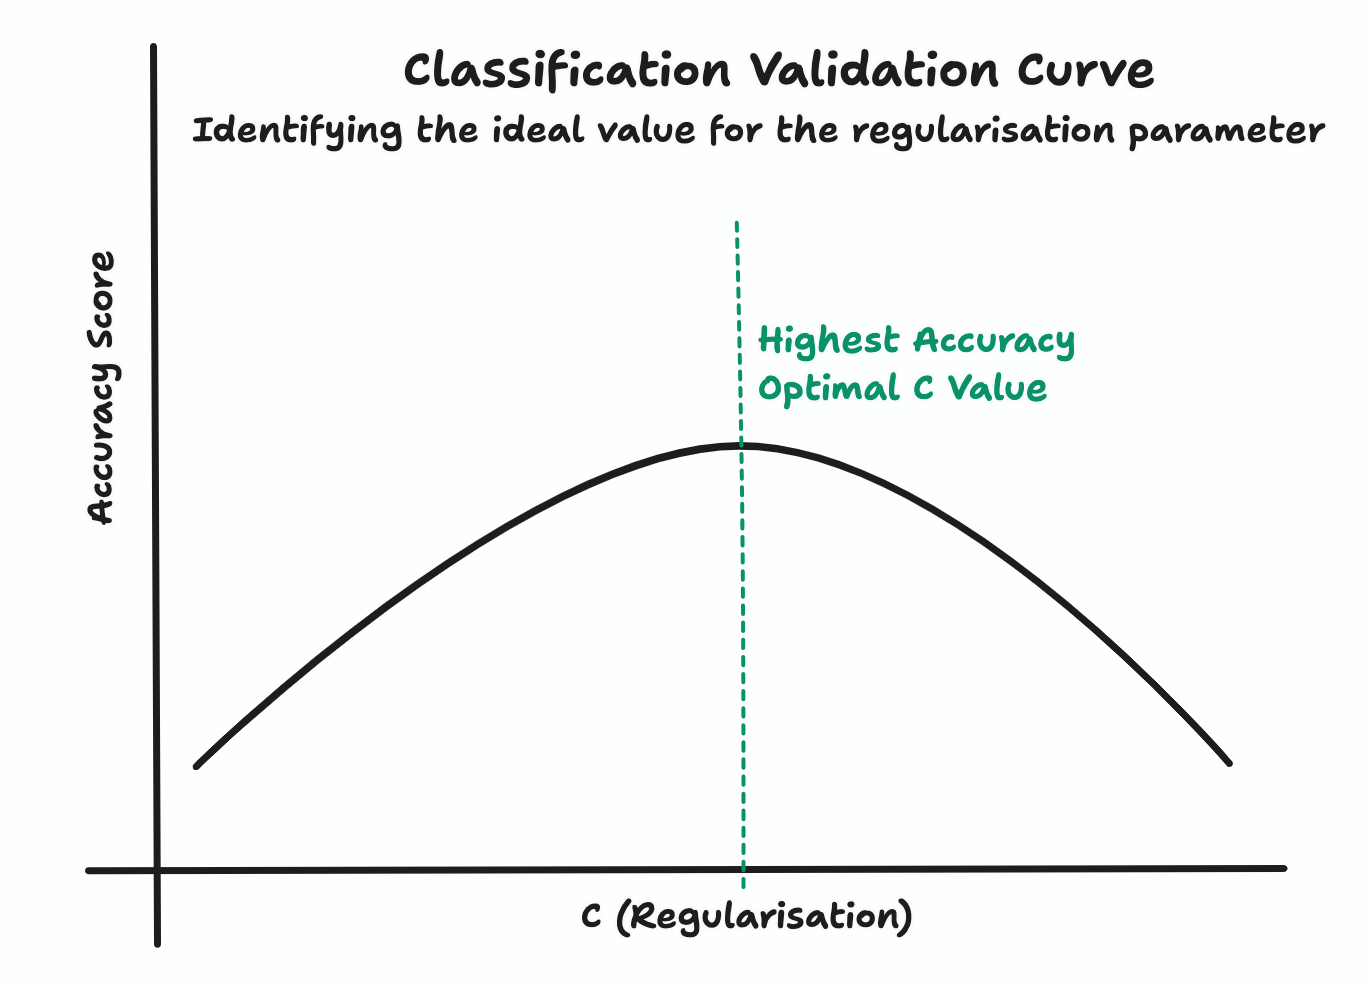 Classification Validation Curve
Identifying the ideal value for the regularisation parameter
Accuracy Score
Highest Accuracy
Optimal C Value
C (Regularisation)